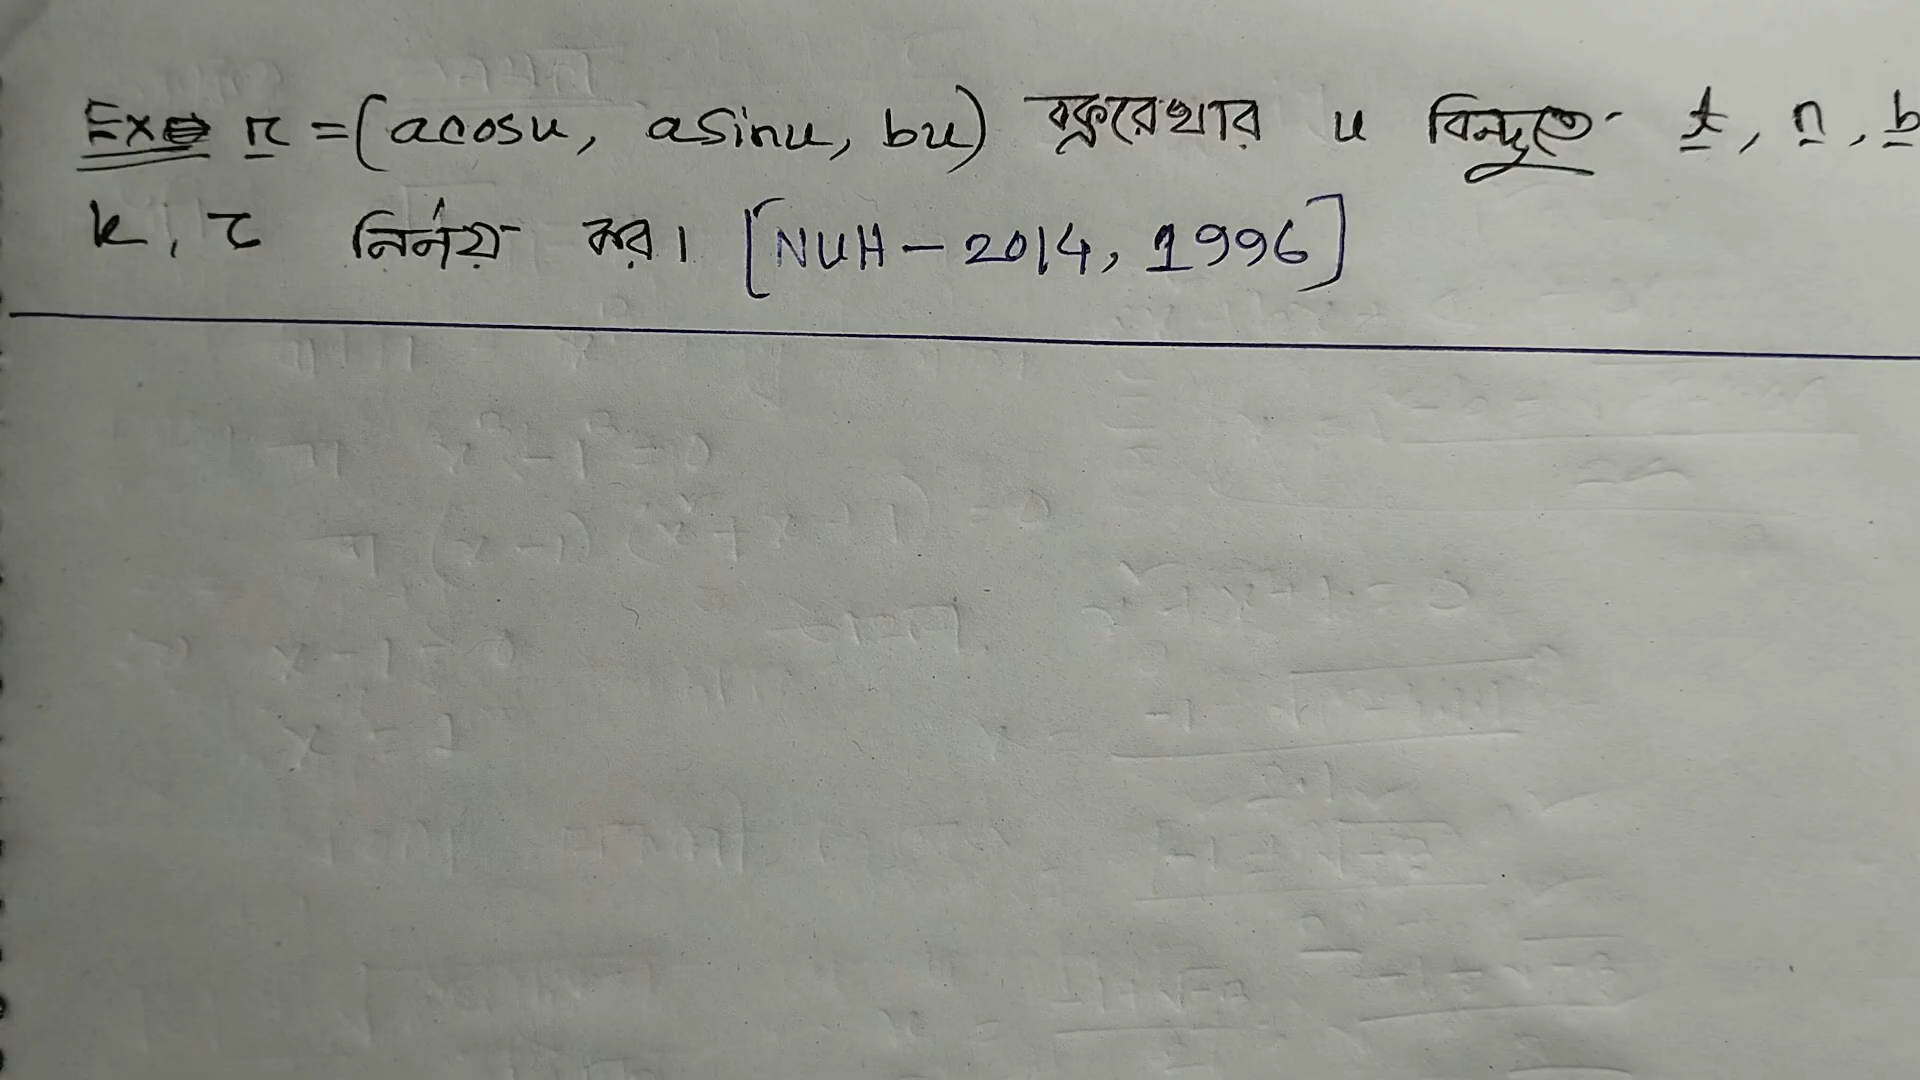 Ex r = (acosu, asinu, bu) বক্ররেখার u বিন্দুতে t, n, b
k, τ নির্ণয় কর। [NUH - 2014, 1996]